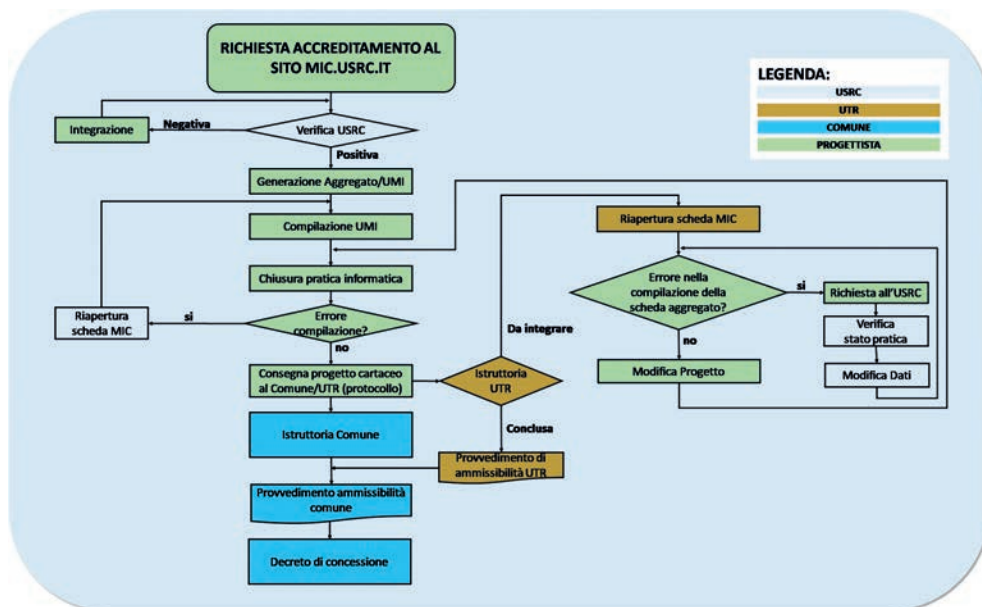 RICHIESTA ACCREDITAMENTO AL
SITO MIC.USRC.IT
LEGENDA:
USRC
UTR
COMUNE
PROGETTISTA
Integrazione
Negativa
Verifica USRC
Positiva
Generazione Aggregato/UMI
Compilazione UMI
Chiusura pratica informatica
Riapertura
scheda MIC
si
Errore
compilazione?
no
Consegna progetto cartaceo
al Comune/UTR (protocollo)
Istruttoria Comune
Provvedimento ammissibilità
comune
Decreto di concessione
Da integrare
Istruttoria
UTR
Conclusa
Provvedimento di
ammissibilità UTR
Riapertura scheda MIC
Errore nella
compilazione della
scheda aggregato?
si
no
Modifica Progetto
Richiesta all'USRC
Verifica
stato pratica
Modifica Dati